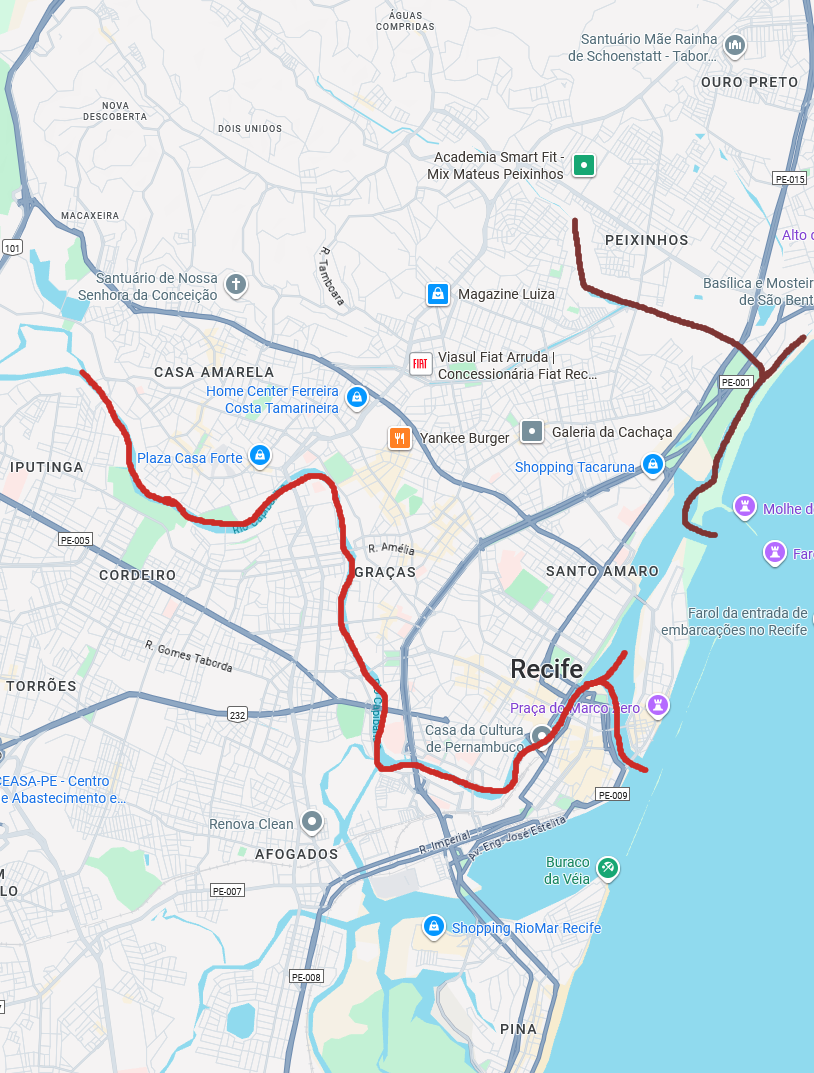 ÁGUAS
COMPRIDAS
Santuário Mãe Rainha
de Schoenstatt - Tabor...
OURO PRETO
NOVA
DESCOBERTA
DOIS UNIDOS
Academia Smart Fit -
Mix Mateus Peixinhos
PE-015
MACAXEIRA
101
PEIXINHOS
Alto d
R. Tamboara
Santuário de Nossa
Senhora da Conceição
Basílica e Mosteir
de São Bent
Magazine Luiza
FIAT
Viasul Fiat Arruda |
Concessionária Fiat Rec...
CASA AMARELA
PE-001
Home Center Ferreira
Costa Tamarineira
Yankee Burger
Galeria da Cachaça
Plaza Casa Forte
IPUTINGA
Shopping Tacaruna
Molhe d
PE-005
R. Amélia
Far
CORDEIRO
GRAÇAS
SANTO AMARO
Farol da entrada de
embarcações no Recife
R. Gomes Taborda
Recife
TORRÕES
232
Praça do Marco Zero
Casa da Cultura
de Pernambuco
CEASA-PE - Centro
e Abastecimento e...
PE-009
Renova Clean
R. Imperial
Av. Eng. José Estelita
AFOGADOS
Buraco
da Véia
M
LO
PE-007
Shopping RioMar Recife
PE-008
PINA